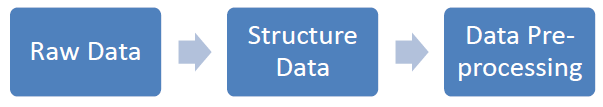 Raw Data
Structure
Data
Data Pre-
processing